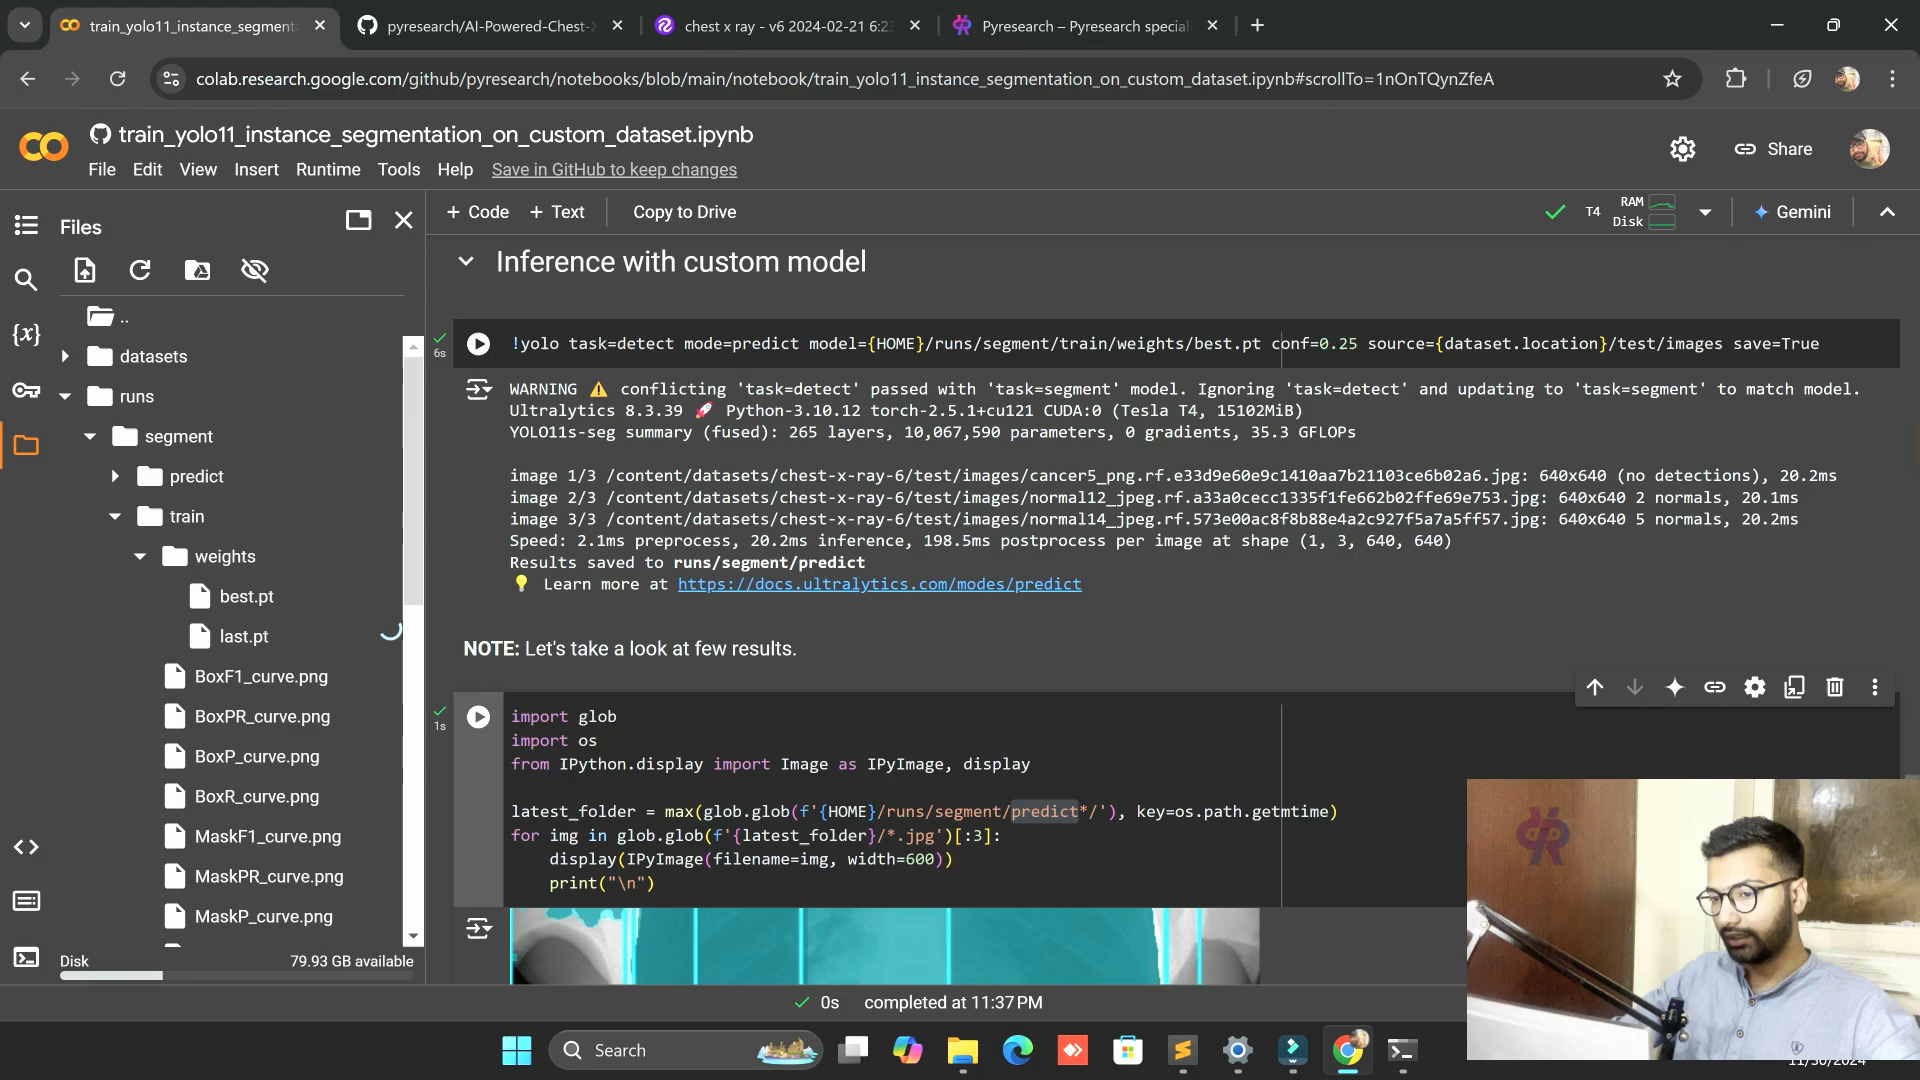 train_yolo11_instance_segmenta
pyresearch/AI-Powered-Chest-X
chest x ray - v6 2024-02-21 6:23
Pyresearch – Pyresearch special
colab.research.google.com/github/pyresearch/notebooks/blob/main/notebook/train_yolo11_instance_segmentation_on_custom_dataset.ipynb#scrollTo=1nOnTQynZfeA
train_yolo11_instance_segmentation_on_custom_dataset.ipynb
File Edit View Insert Runtime Tools Help Save in GitHub to keep changes
Share
Files
+ Code + Text Copy to Drive
T4 RAM
Disk
Gemini
..
datasets
runs
segment
predict
train
weights
best.pt
last.pt
BoxF1_curve.png
BoxPR_curve.png
BoxP_curve.png
BoxR_curve.png
MaskF1_curve.png
MaskPR_curve.png
MaskP_curve.png
Disk 79.93 GB available
Inference with custom model
6s
!yolo task=detect mode=predict model={HOME}/runs/segment/train/weights/best.pt conf=0.25 source={dataset.location}/test/images save=True
WARNING ⚠️ conflicting 'task=detect' passed with 'task=segment' model. Ignoring 'task=detect' and updating to 'task=segment' to match model.
Ultralytics 8.3.39 🚀 Python-3.10.12 torch-2.5.1+cu121 CUDA:0 (Tesla T4, 15102MiB)
YOLO11s-seg summary (fused): 265 layers, 10,067,590 parameters, 0 gradients, 35.3 GFLOPs
image 1/3 /content/datasets/chest-x-ray-6/test/images/cancer5_png.rf.e33d9e60e9c1410aa7b21103ce6b02a6.jpg: 640x640 (no detections), 20.2ms
image 2/3 /content/datasets/chest-x-ray-6/test/images/normal12_jpeg.rf.a33a0cecc1335f1fe662b02ffe69e753.jpg: 640x640 2 normals, 20.1ms
image 3/3 /content/datasets/chest-x-ray-6/test/images/normal14_jpeg.rf.573e00ac8f8b88e4a2c927f5a7a5ff57.jpg: 640x640 5 normals, 20.2ms
Speed: 2.1ms preprocess, 20.2ms inference, 198.5ms postprocess per image at shape (1, 3, 640, 640)
Results saved to runs/segment/predict
💡 Learn more at https://docs.ultralytics.com/modes/predict
NOTE: Let's take a look at few results.
1s
import glob
import os
from IPython.display import Image as IPyImage, display
latest_folder = max(glob.glob(f'{HOME}/runs/segment/predict*/'), key=os.path.getmtime)
for img in glob.glob(f'{latest_folder}/*.jpg')[:3]:
display(IPyImage(filename=img, width=600))
print("\n")
0s completed at 11:37 PM
Search
11/30/2024